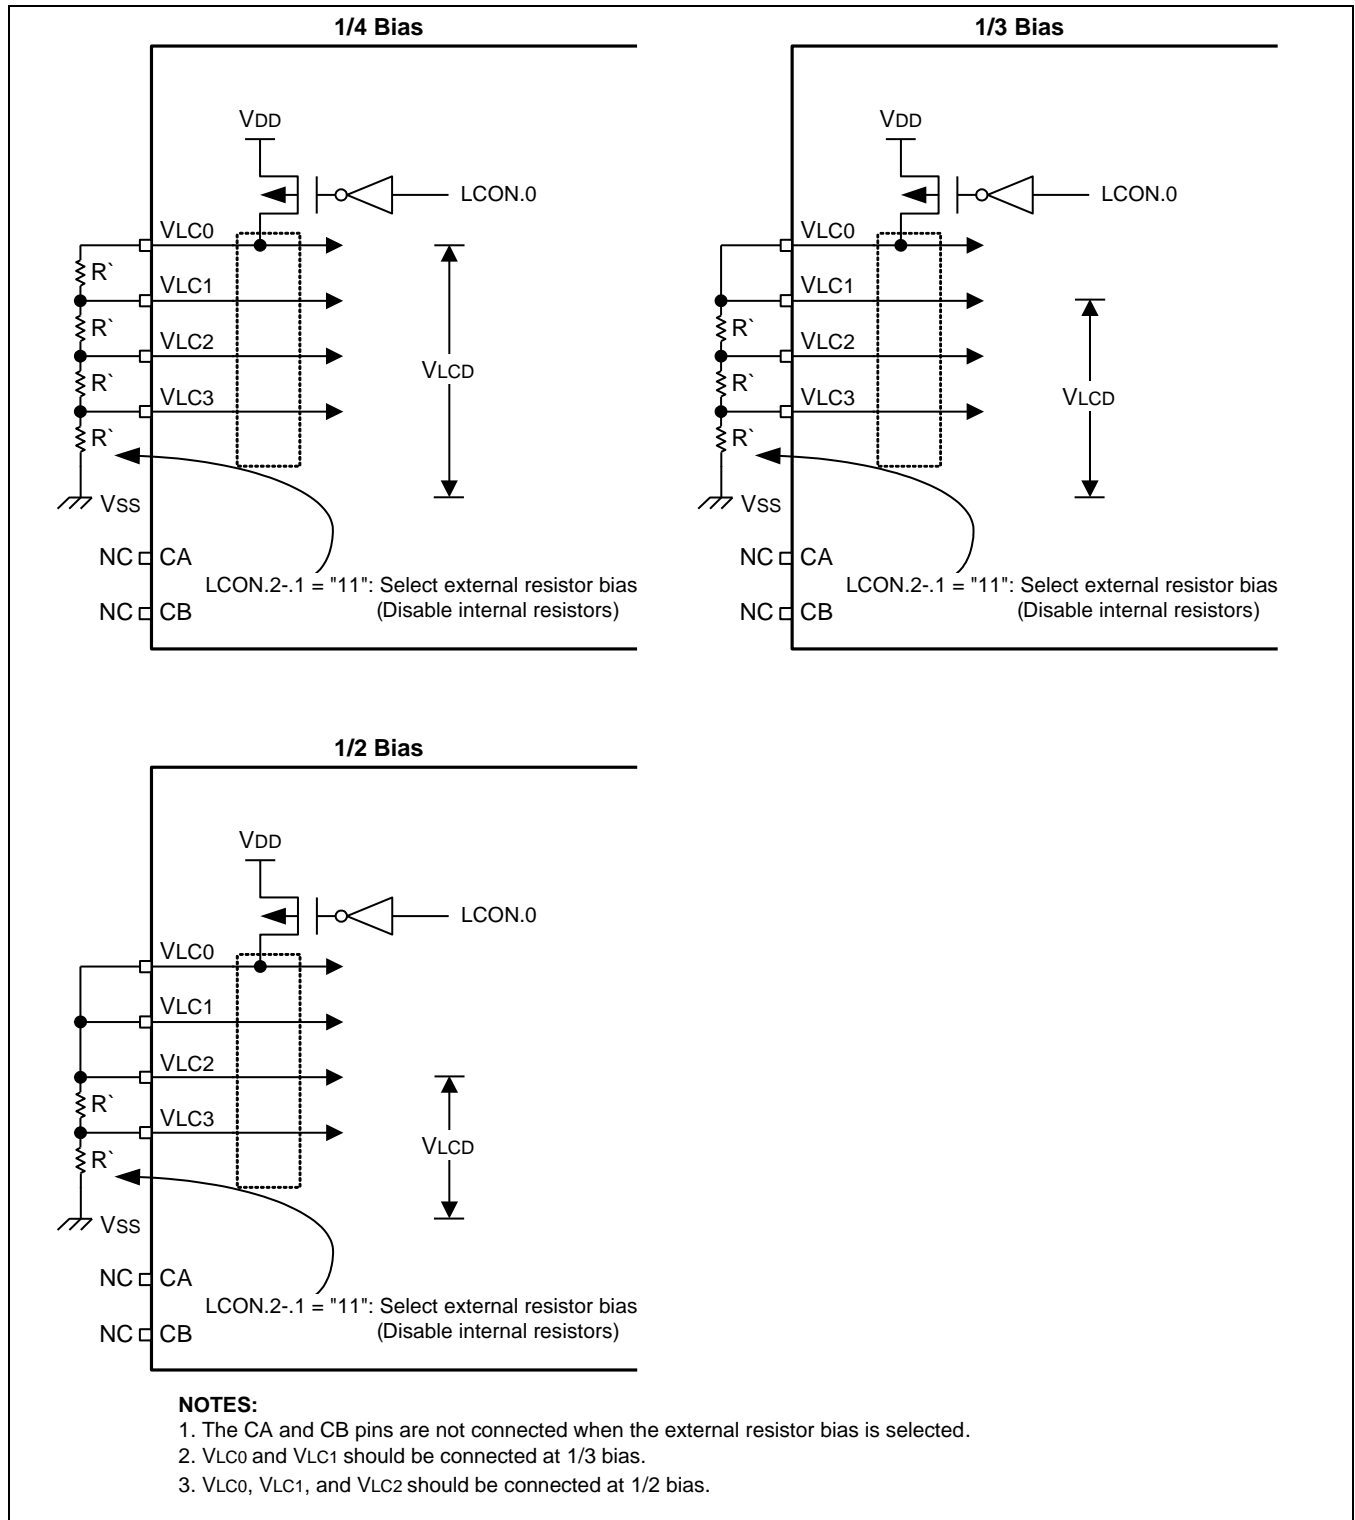 1/4 Bias
VDD
LCON.0
VLC0
R`
VLC1
R`
VLC2
R`
VLCD
VLC3
R`
VSS
NC CA
LCON.2-.1 = "11": Select external resistor bias
(Disable internal resistors)
NC CB
1/3 Bias
VDD
LCON.0
VLC0
VLC1
R`
VLC2
R`
VLCD
VLC3
R`
VSS
NC CA
LCON.2-.1 = "11": Select external resistor bias
(Disable internal resistors)
NC CB
1/2 Bias
VDD
LCON.0
VLC0
VLC1
VLC2
R`
VLC3
VLCD
R`
VSS
NC CA
LCON.2-.1 = "11": Select external resistor bias
(Disable internal resistors)
NC CB
NOTES:
1. The CA and CB pins are not connected when the external resistor bias is selected.
2. VLC0 and VLC1 should be connected at 1/3 bias.
3. VLC0, VLC1, and VLC2 should be connected at 1/2 bias.